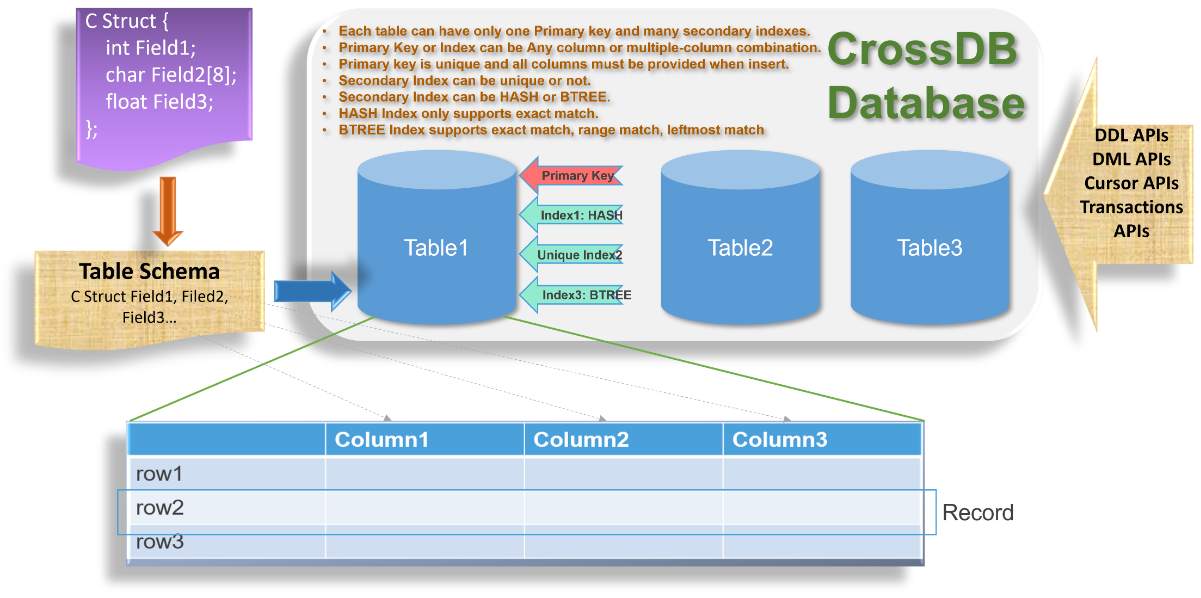 C Struct {
int Field1;
char Field2[8];
float Field3;
};
• Each table can have only one Primary key and many secondary indexes.
• Primary Key or Index can be Any column or multiple-column combination.
• Primary key is unique and all columns must be provided when insert.
• Secondary Index can be unique or not.
• Secondary Index can be HASH or BTREE.
• HASH Index only supports exact match.
• BTREE Index supports exact match, range match, leftmost match
CrossDB
Database
DDL APIs
DML APIs
Cursor APIs
Transactions
APIs
Table1
Primary Key
Index1: HASH
Unique Index2
Index3: BTREE
Table2
Table3
Table Schema
C Struct Field1, Filed2,
Field3...
Column1 Column2 Column3
row1
row2
Record
row3